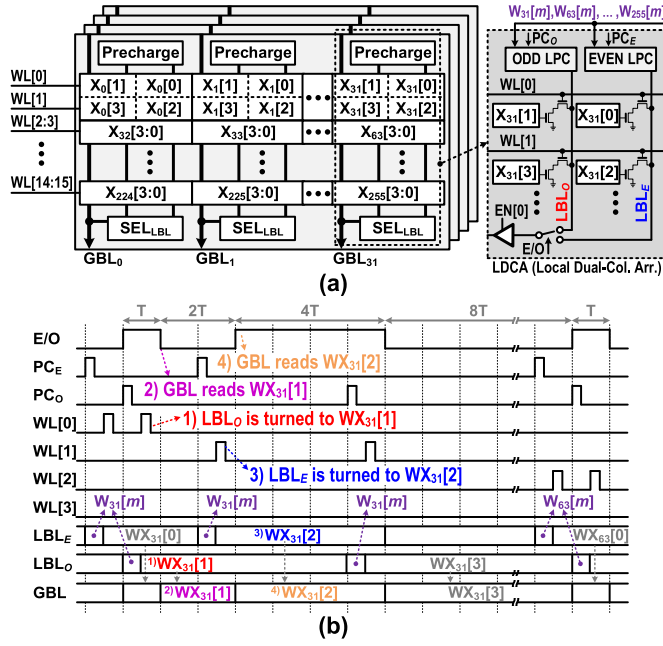 Precharge Precharge Precharge
WL[0]
X0[1] X0[0] X1[1] X1[0] X31[1] X31[0]
WL[1]
X0[3] X0[2] X1[3] X1[2] X31[3] X31[2]
WL[2:3]
X32[3:0] X33[3:0] X63[3:0]
WL[14:15]
X224[3:0] X225[3:0] X255[3:0]
SELLBL SELLBL SELLBL
GBL0 GBL1 GBL31
W31[m],W63[m], ... ,W255[m]
PCO PCE
ODD LPC EVEN LPC
WL[0]
X31[1] X31[0]
WL[1]
X31[3] X31[2]
LBLO LBLE
EN[0]
E/O
LDCA (Local Dual-Col. Arr.)
(a)
T 2T 4T 8T T
E/O
PCE 4) GBL reads WX31[2]
PCO 2) GBL reads WX31[1]
WL[0] 1) LBLO is turned to WX31[1]
WL[1] 3) LBLE is turned to WX31[2]
WL[2]
WL[3] W31[m] W31[m] W31[m] W63[m]
LBLE WX31[0] 3)WX31[2] WX63[0]
LBLO 1)WX31[1] WX31[3]
GBL 2)WX31[1] 4)WX31[2] WX31[3]
(b)